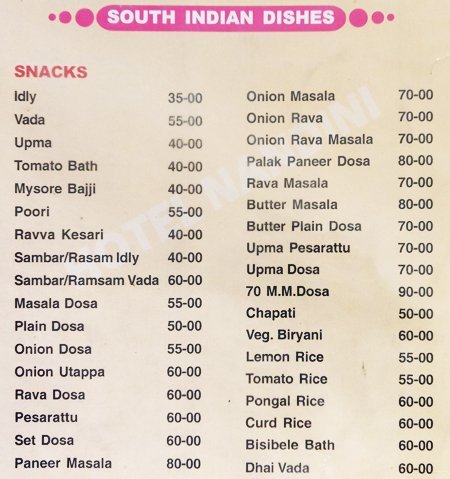 SOUTH INDIAN DISHES
SNACKS
Idly 35-00
Vada 55-00
Upma 40-00
Tomato Bath 40-00
Mysore Bajji 40-00
Poori 55-00
Ravva Kesari 40-00
Sambar/Rasam Idly 40-00
Sambar/Ramsam Vada 60-00
Masala Dosa 55-00
Plain Dosa 50-00
Onion Dosa 55-00
Onion Utappa 60-00
Rava Dosa 60-00
Pesarattu 60-00
Set Dosa 60-00
Paneer Masala 80-00
Onion Masala 70-00
Onion Rava 70-00
Onion Rava Masala 70-00
Palak Paneer Dosa 80-00
Rava Masala 70-00
Butter Masala 80-00
Butter Plain Dosa 70-00
Upma Pesarattu 70-00
Upma Dosa 70-00
70 M.M.Dosa 90-00
Chapati 50-00
Veg. Biryani 60-00
Lemon Rice 55-00
Tomato Rice 55-00
Pongal Rice 60-00
Curd Rice 60-00
Bisibele Bath 60-00
Dhai Vada 60-00